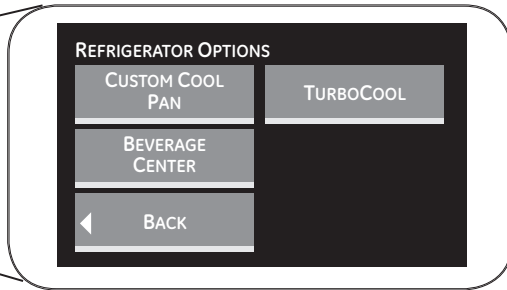 REFRIGERATOR OPTIONS
CUSTOM COOL
PAN
TURBOCOOL
BEVERAGE
CENTER
BACK